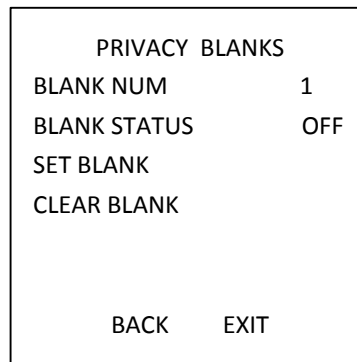 PRIVACY BLANKS
BLANK NUM 1
BLANK STATUS OFF
SET BLANK
CLEAR BLANK
BACK EXIT